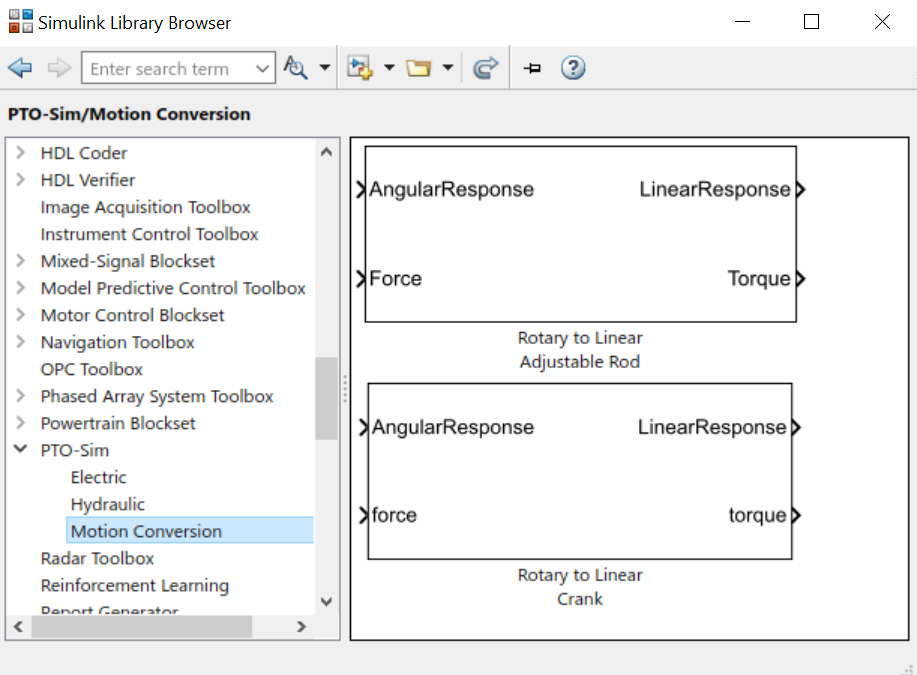 Simulink Library Browser
Enter search term
PTO-Sim/Motion Conversion
HDL Coder
HDL Verifier
Image Acquisition Toolbox
Instrument Control Toolbox
Mixed-Signal Blockset
Model Predictive Control Toolbox
Motor Control Blockset
Navigation Toolbox
OPC Toolbox
Phased Array System Toolbox
Powertrain Blockset
PTO-Sim
Electric
Hydraulic
Motion Conversion
Radar Toolbox
Reinforcement Learning
Report Generator
AngularResponse LinearResponse
Force Torque
Rotary to Linear
Adjustable Rod
AngularResponse LinearResponse
force torque
Rotary to Linear
Crank